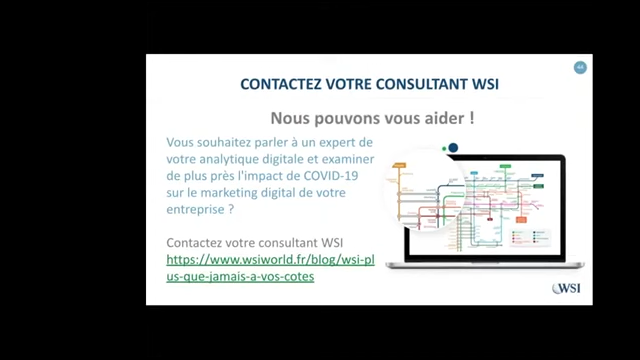 44
CONTACTEZ VOTRE CONSULTANT WSI
Nous pouvons vous aider !
Vous souhaitez parler à un expert de
votre analytique digitale et examiner
de plus près l'impact de COVID-19
sur le marketing digital de votre
entreprise ?
Contactez votre consultant WSI
https://www.wsiworld.fr/blog/wsi-pl
us-que-jamais-a-vos-cotes
WSI